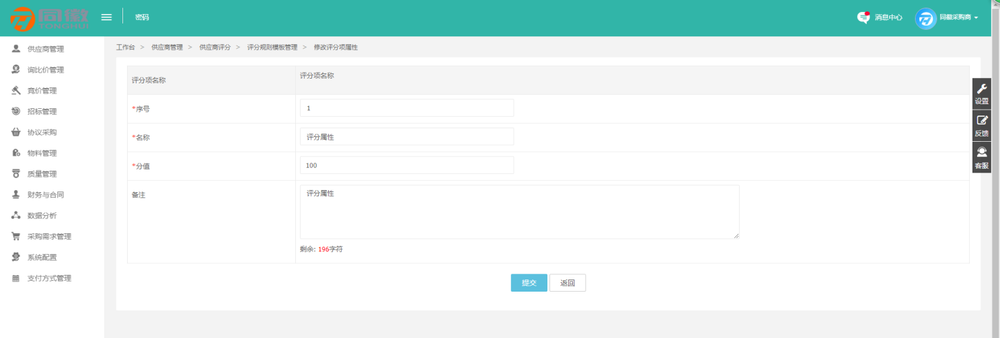 同徽
TONGHUI
密码
消息中心
同徽采购商
供应商管理
询比价管理
竞价管理
招标管理
协议采购
物料管理
质量管理
财务与合同
数据分析
采购需求管理
系统配置
支付方式管理
工作台 > 供应商管理 > 供应商评分 > 评分规则模板管理 > 修改评分项属性
评分项名称 评分项名称
*序号 1
*名称 评分属性
*分值 100
备注 评分属性
剩余: 196字符
提交 返回
设置
反馈
客服